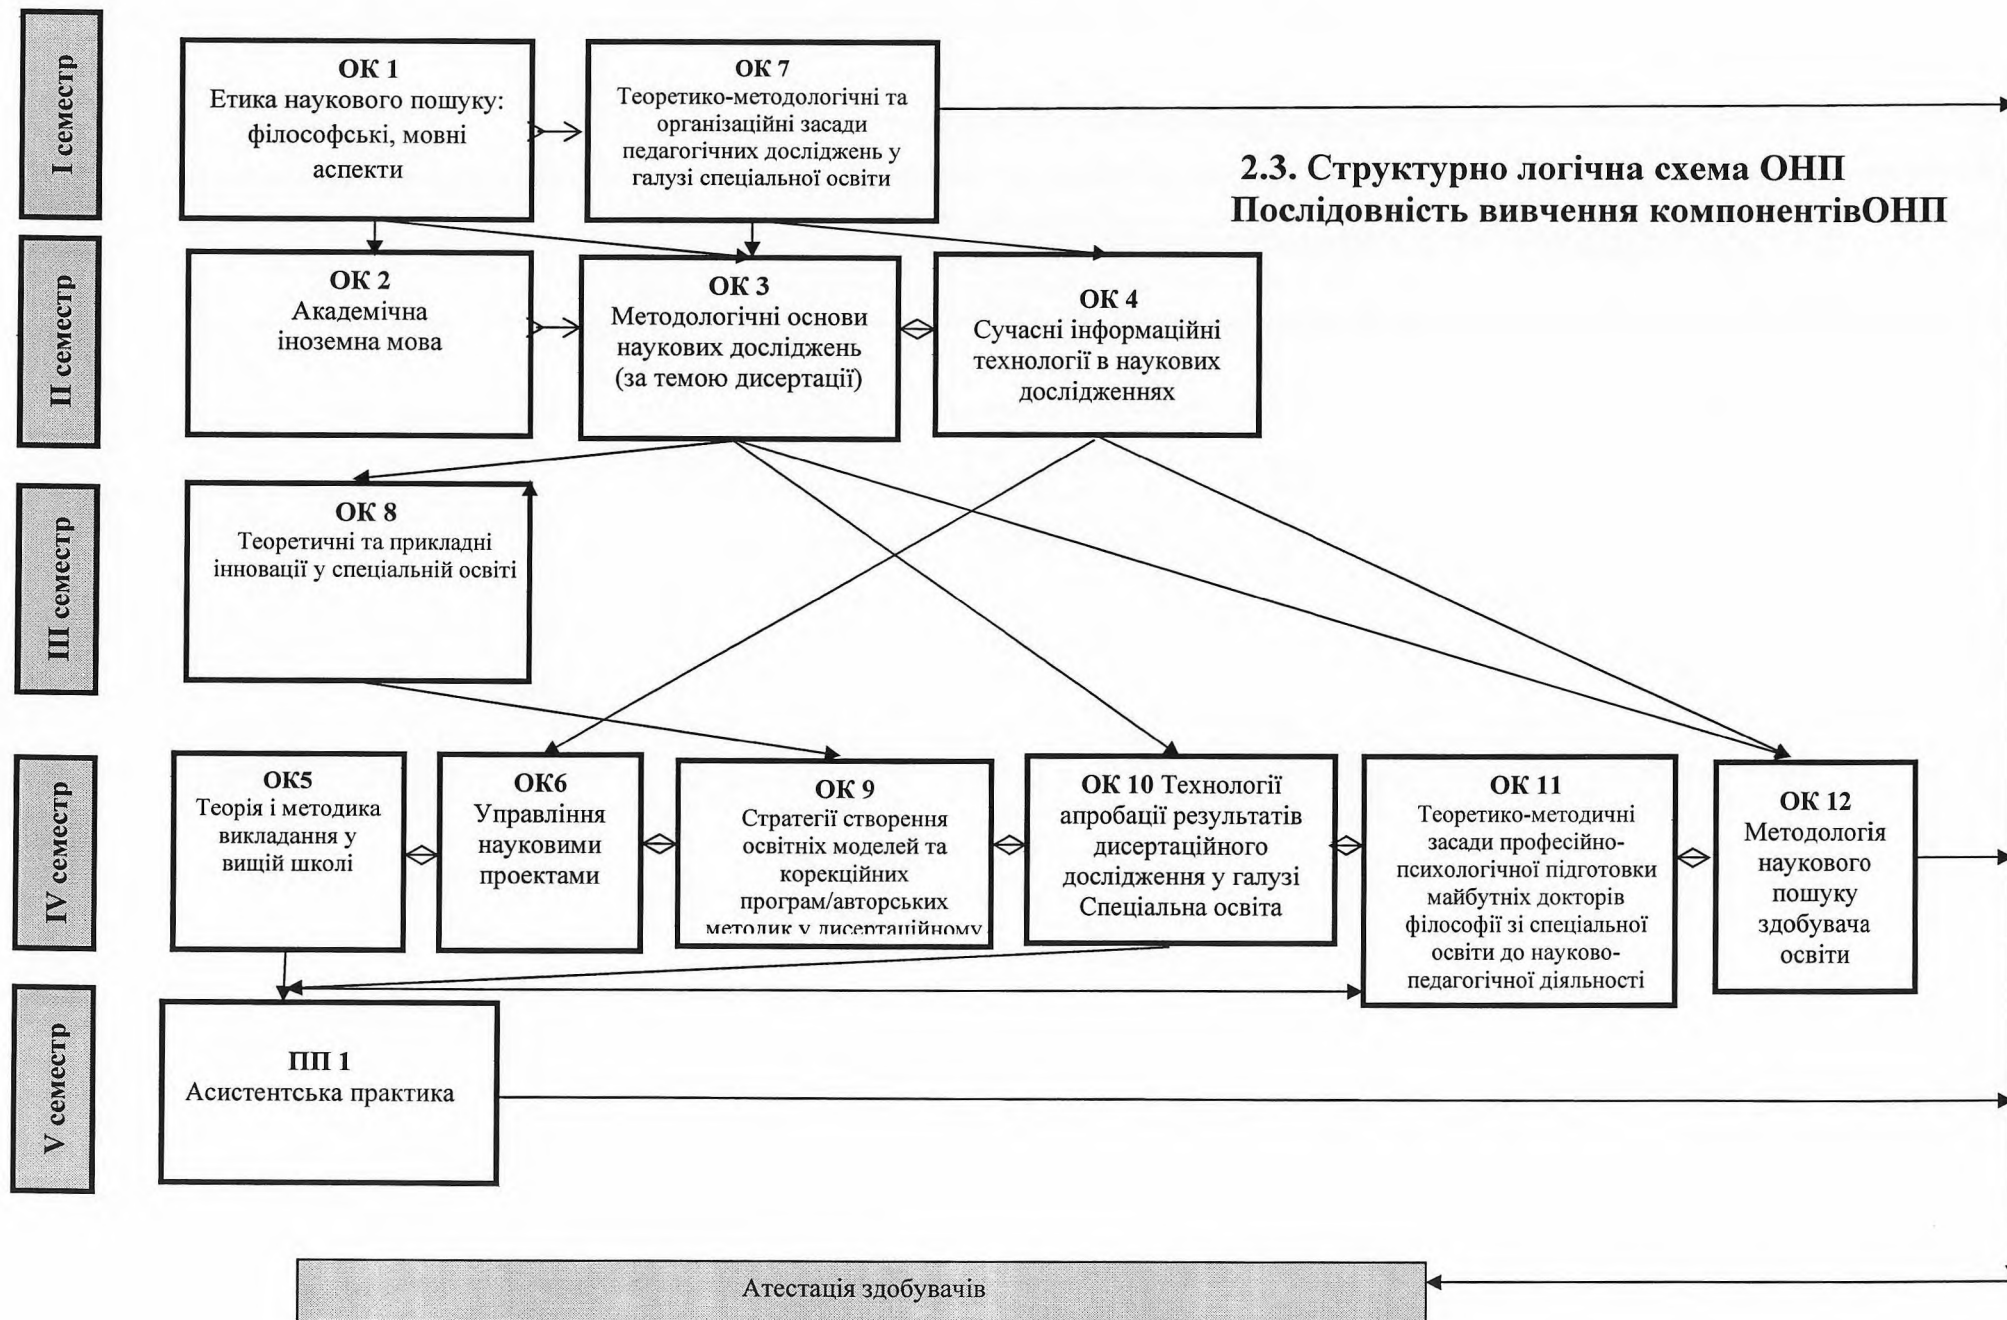 I семестр
ОК 1
Етика наукового пошуку:
філософські, мовні
аспекти
ОК 7
Теоретико-методологічні та
організаційні засади
педагогічних досліджень у
галузі спеціальної освіти
2.3. Структурно логічна схема ОНП
Послідовність вивчення компонентівОНП
II семестр
ОК 2
Академічна
іноземна мова
ОК 3
Методологічні основи
наукових досліджень
(за темою дисертації)
ОК 4
Сучасні інформаційні
технології в наукових
дослідженнях
III семестр
ОК 8
Теоретичні та прикладні
інновації у спеціальній освіті
IV семестр
ОК5
Теорія і методика
викладання у
вищій школі
ОК6
Управління
науковими
проектами
ОК 9
Стратегії створення
освітніх моделей та
корекційних
програм/авторських
методик у дисертаційному
ОК 10 Технології
апробації результатів
дисертаційного
дослідження у галузі
Спеціальна освіта
ОК 11
Теоретико-методичні
засади професійно-
психологічної підготовки
майбутніх докторів
філософії зі спеціальної
освіти до науково-
педагогічної діяльності
ОК 12
Методологія
наукового
пошуку
здобувача
освіти
V семестр
ПП 1
Асистентська практика
Атестація здобувачів